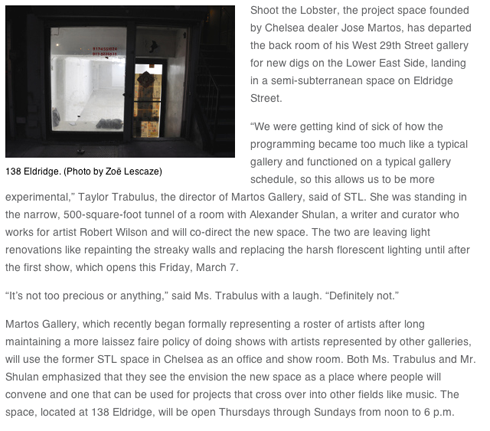 Shoot the Lobster, the project space founded
by Chelsea dealer Jose Martos, has departed
the back room of his West 29th Street gallery
for new digs on the Lower East Side, landing
in a semi-subterranean space on Eldridge
Street.
“We were getting kind of sick of how the
programming became too much like a typical
gallery and functioned on a typical gallery
schedule, so this allows us to be more
138 Eldridge. (Photo by Zoë Lescaze)
experimental,” Taylor Trabulus, the director of Martos Gallery, said of STL. She was standing in
the narrow, 500-square-foot tunnel of a room with Alexander Shulan, a writer and curator who
works for artist Robert Wilson and will co-direct the new space. The two are leaving light
renovations like repainting the streaky walls and replacing the harsh florescent lighting until after
the first show, which opens this Friday, March 7.
“It’s not too precious or anything,” said Ms. Trabulus with a laugh. “Definitely not.”
Martos Gallery, which recently began formally representing a roster of artists after long
maintaining a more laissez faire policy of doing shows with artists represented by other galleries,
will use the former STL space in Chelsea as an office and show room. Both Ms. Trabulus and Mr.
Shulan emphasized that they see the envision the new space as a place where people will
convene and one that can be used for projects that cross over into other fields like music. The
space, located at 138 Eldridge, will be open Thursdays through Sundays from noon to 6 p.m.